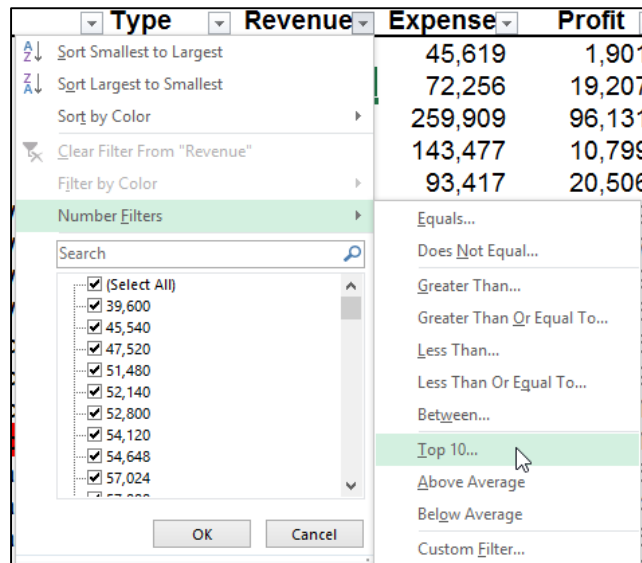 Type Revenue Expense Profit
Sort Smallest to Largest
Sort Largest to Smallest
Sort by Color
Clear Filter From "Revenue"
Filter by Color
Number Filters
Search
(Select All)
39,600
45,540
47,520
51,480
52,140
52,800
54,120
54,648
57,024
OK Cancel
45,619 1,901
72,256 19,207
259,909 96,131
143,477 10,799
93,417 20,506
Equals...
Does Not Equal...
Greater Than...
Greater Than Or Equal To...
Less Than...
Less Than Or Equal To...
Between...
Top 10...
Above Average
Below Average
Custom Filter...